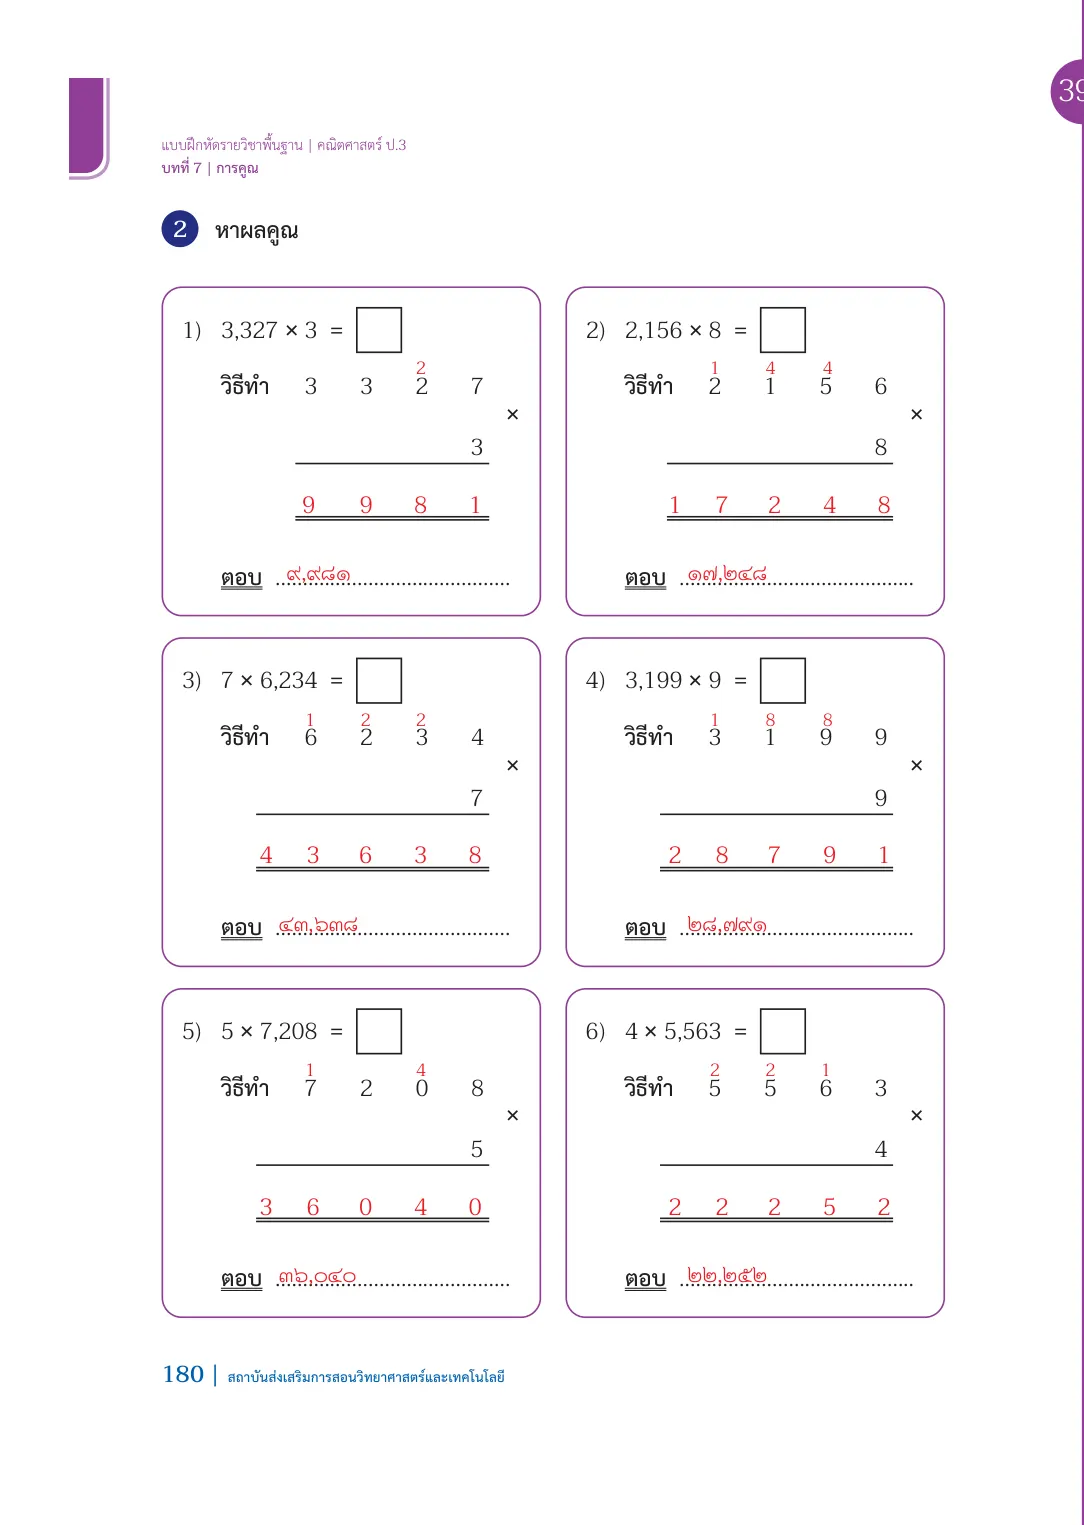 39
แบบฝึกหัดรายวิชาพื้นฐาน | คณิตศาสตร์ ป.3
บทที่ 7 | การคูณ
2 หาผลคูณ
1) 3,327 × 3 =
2
วิธีทำ 3 3 2 7
×
3
9 9 8 1
ตอบ ๙,๙๘๑
2) 2,156 × 8 =
1 4 4
วิธีทำ 2 1 5 6
×
8
1 7 2 4 8
ตอบ ๑๗,๒๔๘
3) 7 × 6,234 =
1 2 2
วิธีทำ 6 2 3 4
×
7
4 3 6 3 8
ตอบ ๔๓,๖๓๘
4) 3,199 × 9 =
1 8 8
วิธีทำ 3 1 9 9
×
9
2 8 7 9 1
ตอบ ๒๘,๗๙๑
5) 5 × 7,208 =
1 4
วิธีทำ 7 2 0 8
×
5
3 6 0 4 0
ตอบ ๓๖,๐๔๐
6) 4 × 5,563 =
2 2 1
วิธีทำ 5 5 6 3
×
4
2 2 2 5 2
ตอบ ๒๒,๒๕๒
180 | สถาบันส่งเสริมการสอนวิทยาศาสตร์และเทคโนโลยี